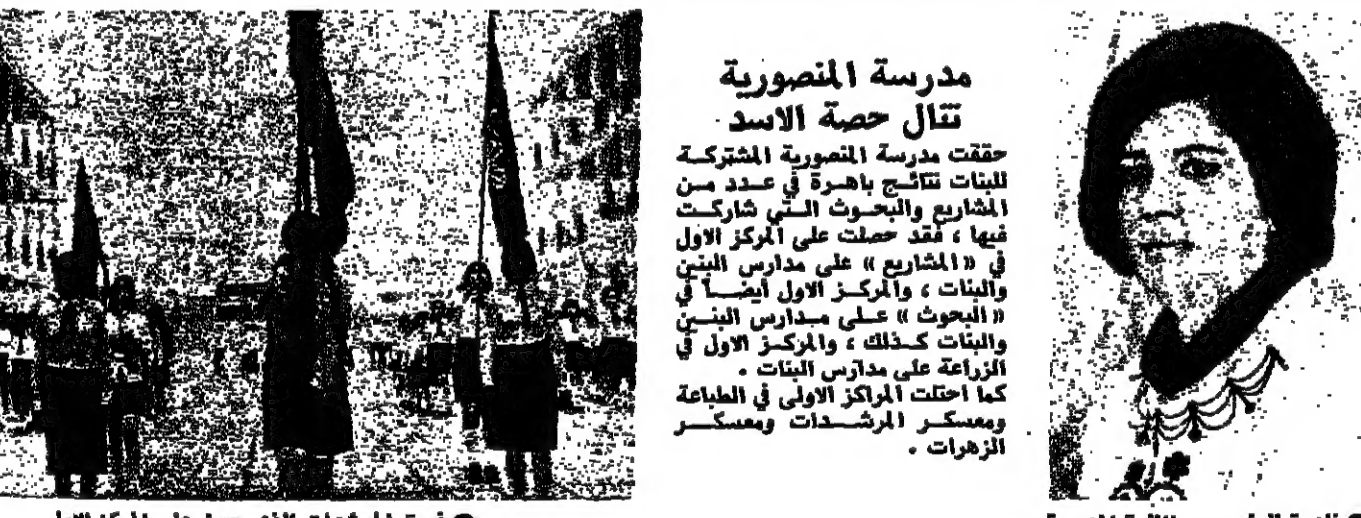 مدرسة المنصورية
تنال حصة الاسد
حققت مدرسة المنصورية المشتركة
للبنات نتائج باهرة في عدد من
المشاريع والبحوث التي شاركت
فيها ، فقد حصلت على المركز الاول
في «المشاريع» على مدارس البنين
والبنات ، والمركز الاول أيضا في
«البحوث» على مدارس البنين
والبنات كذلك ، والمركز الاول في
الزراعة على مدارس البنات .
كما احتلت المراكز الاولى في الطباعة
ومعسكر المرشدات ومعسكر
الزهرات .